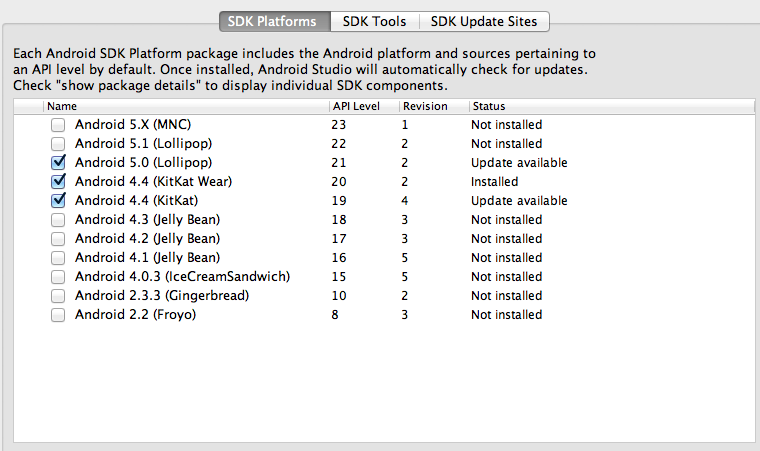 SDK Platforms SDK Tools SDK Update Sites
Each Android SDK Platform package includes the Android platform and sources pertaining to
an API level by default. Once installed, Android Studio will automatically check for updates.
Check "show package details" to display individual SDK components.
Name API Level Revision Status
Android 5.X (MNC) 23 1 Not installed
Android 5.1 (Lollipop) 22 2 Not installed
Android 5.0 (Lollipop) 21 2 Update available
Android 4.4 (KitKat Wear) 20 2 Installed
Android 4.4 (KitKat) 19 4 Update available
Android 4.3 (Jelly Bean) 18 3 Not installed
Android 4.2 (Jelly Bean) 17 3 Not installed
Android 4.1 (Jelly Bean) 16 5 Not installed
Android 4.0.3 (IceCreamSandwich) 15 5 Not installed
Android 2.3.3 (Gingerbread) 10 2 Not installed
Android 2.2 (Froyo) 8 3 Not installed